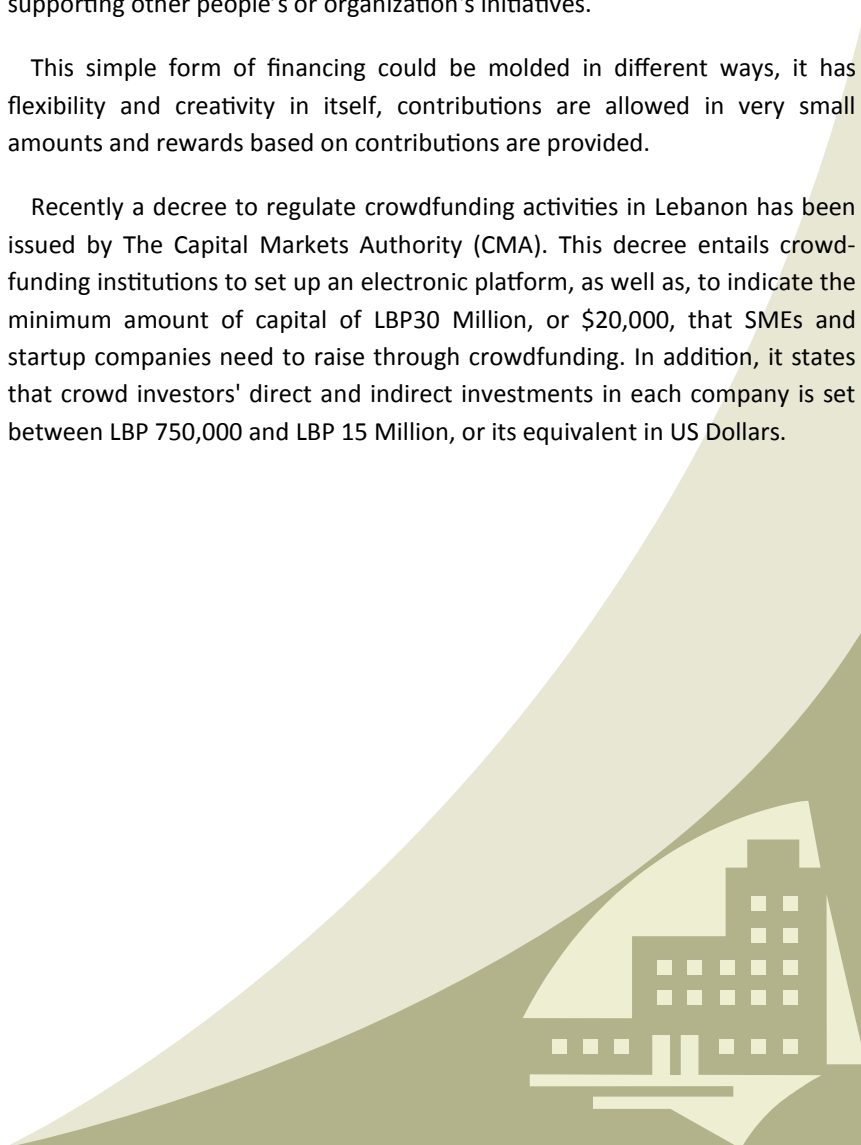 supporting other people's or organization's initiatives.
This simple form of financing could be molded in different ways, it has
flexibility and creativity in itself, contributions are allowed in very small
amounts and rewards based on contributions are provided.
Recently a decree to regulate crowdfunding activities in Lebanon has been
issued by The Capital Markets Authority (CMA). This decree entails crowd-
funding institutions to set up an electronic platform, as well as, to indicate the
minimum amount of capital of LBP30 Million, or $20,000, that SMEs and
startup companies need to raise through crowdfunding. In addition, it states
that crowd investors' direct and indirect investments in each company is set
between LBP 750,000 and LBP 15 Million, or its equivalent in US Dollars.